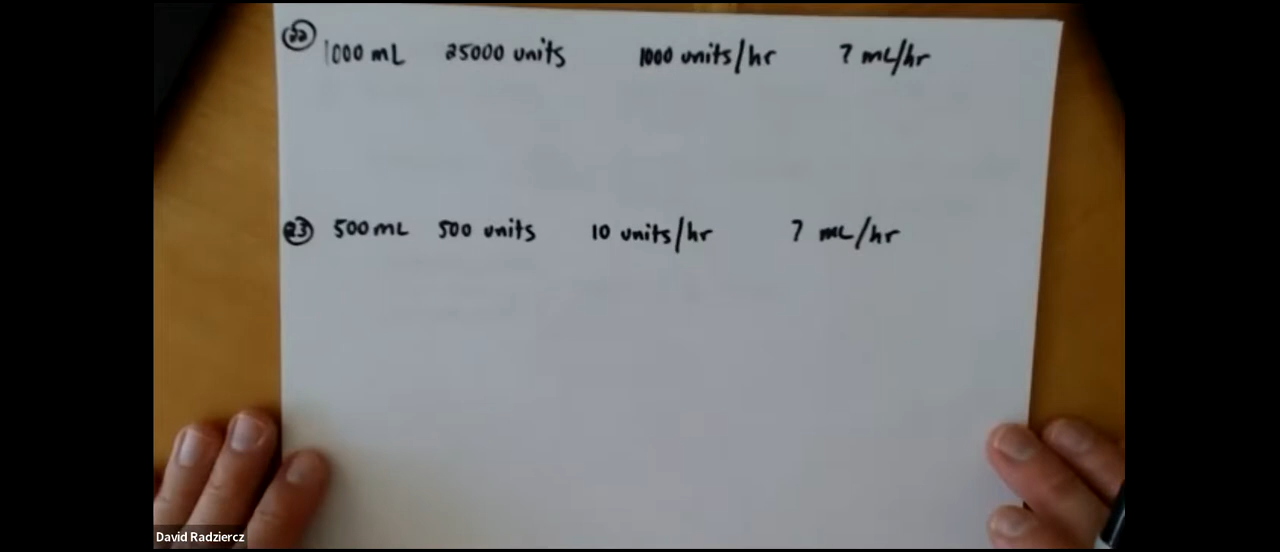 22 1000 mL 25000 units 1000 units/hr ? mL/hr
23 500 mL 500 units 10 units/hr ? mL/hr
David Radziercz